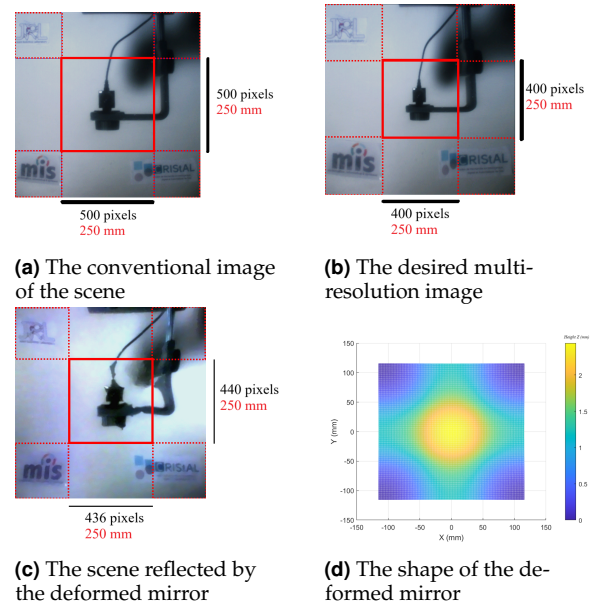 mis
CRIStAL
500 pixels
250 mm
500 pixels
250 mm
(a) The conventional image
of the scene
mis
CRIStAL
400 pixels
250 mm
400 pixels
250 mm
(b) The desired multi-
resolution image
mis
RIStAL
440 pixels
250 mm
436 pixels
250 mm
(c) The scene reflected by
the deformed mirror
Height Z (mm)
150
100
50
0
-50
-100
-150
Y (mm)
-150
-100
-50
0
50
100
150
X (mm)
2
1.5
1
0.5
0
(d) The shape of the de-
formed mirror